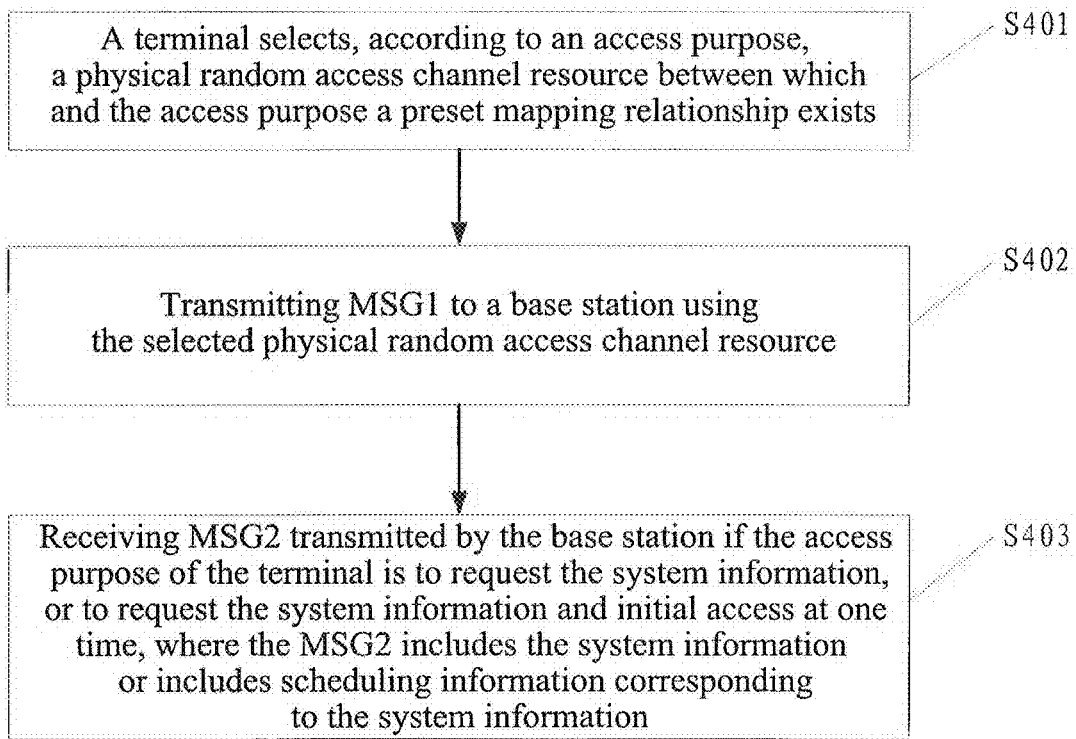 A terminal selects, according to an access purpose,
a physical random access channel resource between which
and the access purpose a preset mapping relationship exists
S401
Transmitting MSG1 to a base station using
the selected physical random access channel resource
S402
Receiving MSG2 transmitted by the base station if the access
purpose of the terminal is to request the system information,
or to request the system information and initial access at one
time, where the MSG2 includes the system information
or includes scheduling information corresponding
to the system information
S403